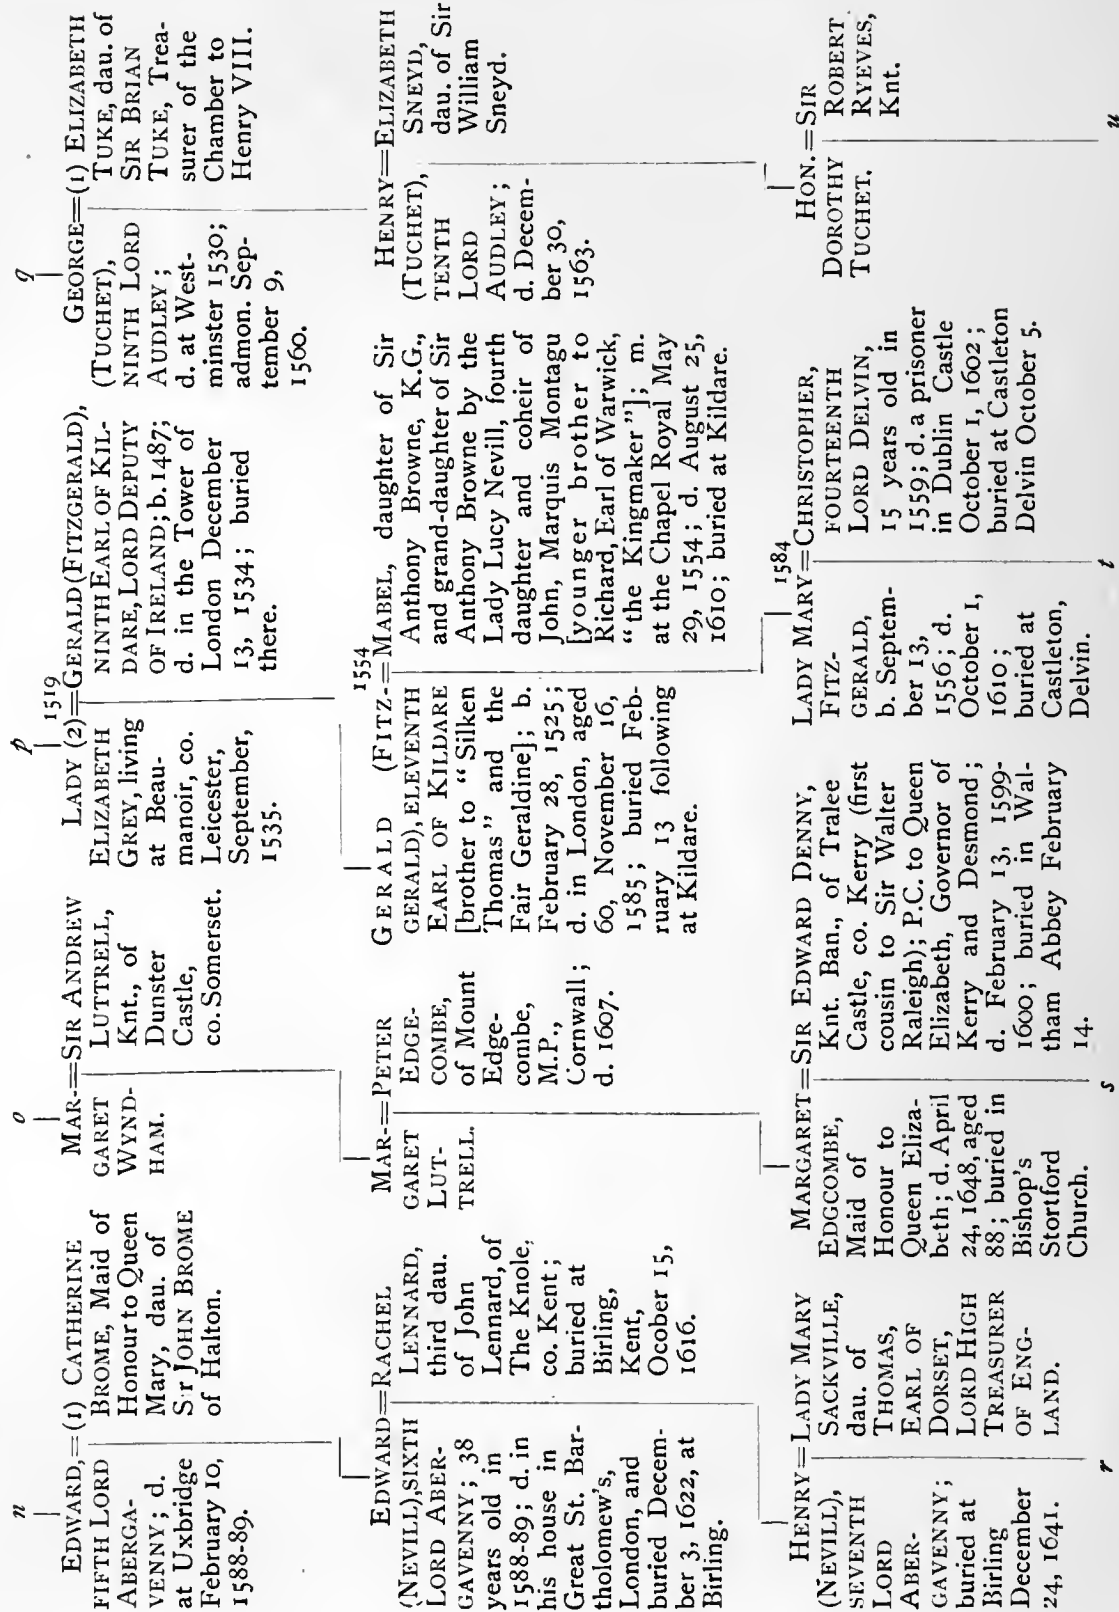 n
EDWARD,=(1) CATHERINE
FIFTH LORD
ABERGA-
VENNY; d.
at Uxbridge
February 10,
1588-89.
BROME, Maid of
Honour to Queen
Mary, dau. of
Sir JOHN BROME
of Halton.
o
MAR-=SIR ANDREW
GARET
WYND-
HAM.
LUTTRELL,
Knt., of
Dunster
Castle,
co. Somerset.
p
1519
LADY (2)=GERALD (FITZGERALD),
ELIZABETH
GREY, living
at Beau-
manoir, co.
Leicester,
September,
1535.
NINTH EARL OF KIL-
DARE, LORD DEPUTY
OF IRELAND; b. 1487;
d. in the Tower of
London December
13, 1534; buried
there.
q
GEORGE=(1) ELIZABETH
(TUCHET),
NINTH LORD
AUDLEY;
d. at West-
minster 1530;
admon. Sep-
tember 9,
1560.
TUKE, dau. of
SIR BRIAN
TUKE, Trea-
surer of the
Chamber to
Henry VIII.
EDWARD=RACHEL
(NEVILL), SIXTH
LORD ABER-
GAVENNY; 38
years old in
1588-89; d. in
his house in
Great St. Bar-
tholomew's,
London, and
buried Decem-
ber 3, 1622, at
Birling.
LENNARD,
third dau.
of John
Lennard, of
The Knole,
co. Kent;
buried at
Birling,
Kent,
Ocober 15,
1616.
MAR-=PETER
GARET
LUT-
TRELL.
EDGE-
COMBE,
of Mount
Edge-
combe,
M.P.,
Cornwall;
d. 1607.
1554
GERALD (FITZ-=MABEL, daughter of Sir
GERALD), ELEVENTH
EARL OF KILDARE
[brother to "Silken
Thomas" and the
Fair Geraldine]; b.
February 28, 1525;
d. in London, aged
60, November 16,
1585; buried Feb-
ruary 13 following
at Kildare.
Anthony Browne, K.G.,
and grand-daughter of Sir
Anthony Browne by the
Lady Lucy Nevill, fourth
daughter and coheir of
John, Marquis Montagu
[younger brother to
Richard, Earl of Warwick,
"the Kingmaker"]; m.
at the Chapel Royal May
29, 1554; d. August 25,
1610; buried at Kildare.
HENRY=ELIZABETH
(TUCHET),
TENTH
LORD
AUDLEY;
d. Decem-
ber 30,
1563.
SNEYD,
dau. of Sir
William
Sneyd.
HENRY=LADY MARY
(NEVILL),
SEVENTH
LORD
ABER-
GAVENNY;
buried at
Birling
December
24, 1641.
SACKVILLE,
dau. of
THOMAS,
EARL OF
DORSET,
LORD HIGH
TREASURER
OF ENG-
LAND.
MARGARET=SIR EDWARD DENNY,
EDGCOMBE,
Maid of
Honour to
Queen Eliza-
beth; d. April
24, 1648, aged
88; buried in
Bishop's
Stortford
Church.
Knt. Ban., of Tralee
Castle, co. Kerry (first
cousin to Sir Walter
Raleigh); P.C. to Queen
Elizabeth, Governor of
Kerry and Desmond;
d. February 13, 1599-
1600; buried in Wal-
tham Abbey February
14.
1584
LADY MARY=CHRISTOPHER,
FITZ-
GERALD,
b. Septem-
ber 13,
1556; d.
October 1,
1610;
buried at
Castleton,
Delvin.
FOURTEENTH
LORD DELVIN,
15 years old in
1559; d. a prisoner
in Dublin Castle
October 1, 1602;
buried at Castleton
Delvin October 5.
HON.=SIR
DOROTHY
TUCHET.
ROBERT
RYEVES,
Knt.
r
s
t
u